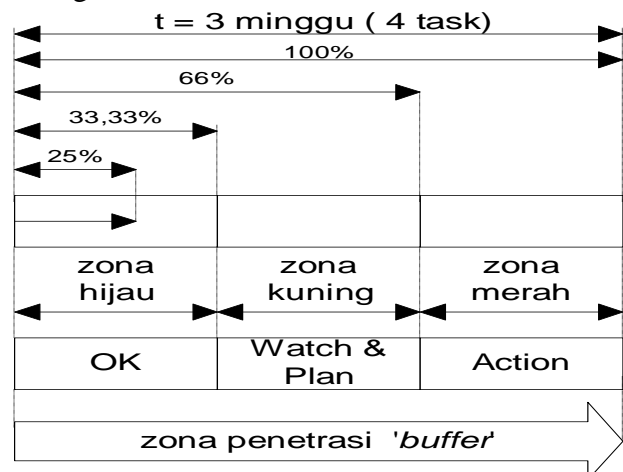 t = 3 minggu ( 4 task)
100%
66%
33,33%
25%
zona hijau
zona kuning
zona merah
OK
Watch & Plan
Action
zona penetrasi 'buffer'